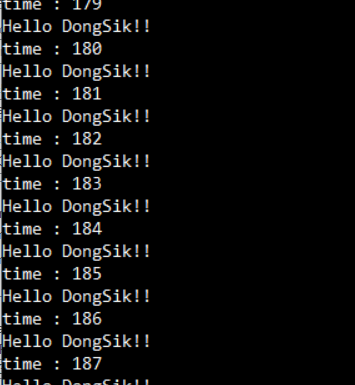 time : 179
Hello DongSik!!
time : 180
Hello DongSik!!
time : 181
Hello DongSik!!
time : 182
Hello DongSik!!
time : 183
Hello DongSik!!
time : 184
Hello DongSik!!
time : 185
Hello DongSik!!
time : 186
Hello DongSik!!
time : 187
Hello DongSik!!